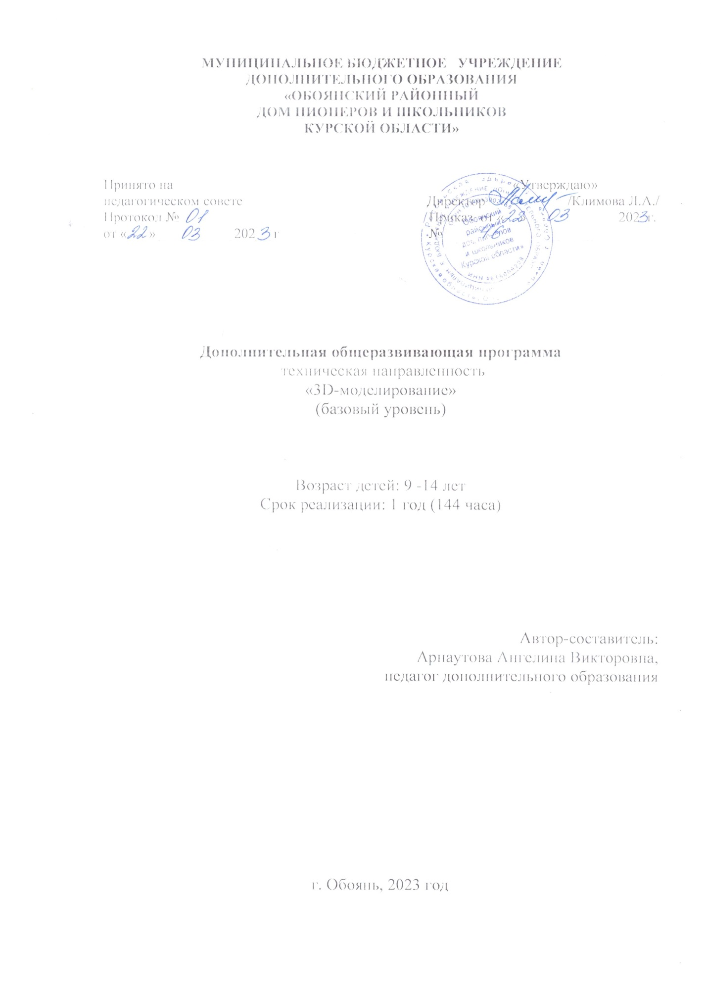 МУНИЦИПАЛЬНОЕ БЮДЖЕТНОЕ УЧРЕЖДЕНИЕ
ДОПОЛНИТЕЛЬНОГО ОБРАЗОВАНИЯ
«ОБОЯНСКИЙ РАЙОННЫЙ
ДОМ ПИОНЕРОВ И ШКОЛЬНИКОВ
КУРСКОЙ ОБЛАСТИ»
Принято на
педагогическом совете
Протокол № 01
от «22» 03 2023 г
«Утверждаю»
Директор /Климова Л.А./
Приказ от «22» 03 2023г.
№ 46
Обоянский
районный
дом пионеров
и школьников
Курской области»
Дополнительная общеразвивающая программа
техническая направленность
«3D-моделирование»
(базовый уровень)
Возраст детей: 9 -14 лет
Срок реализации: 1 год (144 часа)
Автор-составитель:
Арнаутова Ангелина Викторовна,
педагог дополнительного образования
г. Обоянь, 2023 год